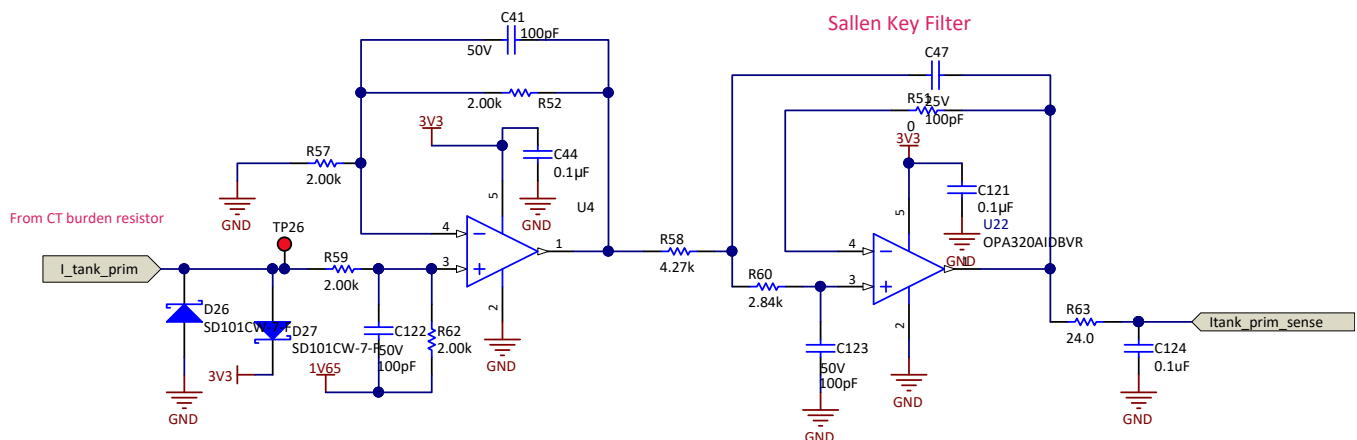 Sallen Key Filter
C41
100pF
50V
2.00k
R52
C47
R51
25V
100pF
0
3V3
3V3
C44
0.1µF
GND
U4
R57
2.00k
GND
From CT burden resistor
TP26
I_tank_prim
R59
2.00k
4
3
5
1
2
GND
D26
SD101CW-7-F
D27
SD101CW-7-F
GND
3V3
1V65
C122
50V
100pF
R62
2.00k
R58
4.27k
R60
2.84k
C121
0.1µF
GND
U22
OPA320AIDBVR
4
3
5
1
2
GND
C123
50V
100pF
GND
R63
24.0
C124
0.1uF
GND
Itank_prim_sense